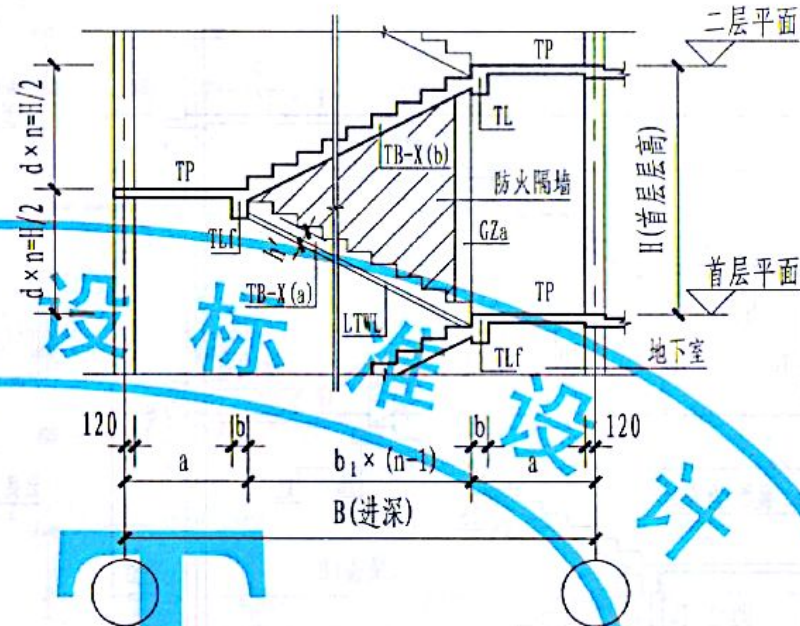 二层平面
TP
TL
d×n=H/2
TP
TB-X(b)
防火隔墙
H(首层层高)
GZa
TLf
h'
d×n=H/2
TB-X(a)
TP
首层平面
LTWL
TLf
地下室
设标准设计
120
b
b
120
a
b₁×(n-1)
a
B(进深)